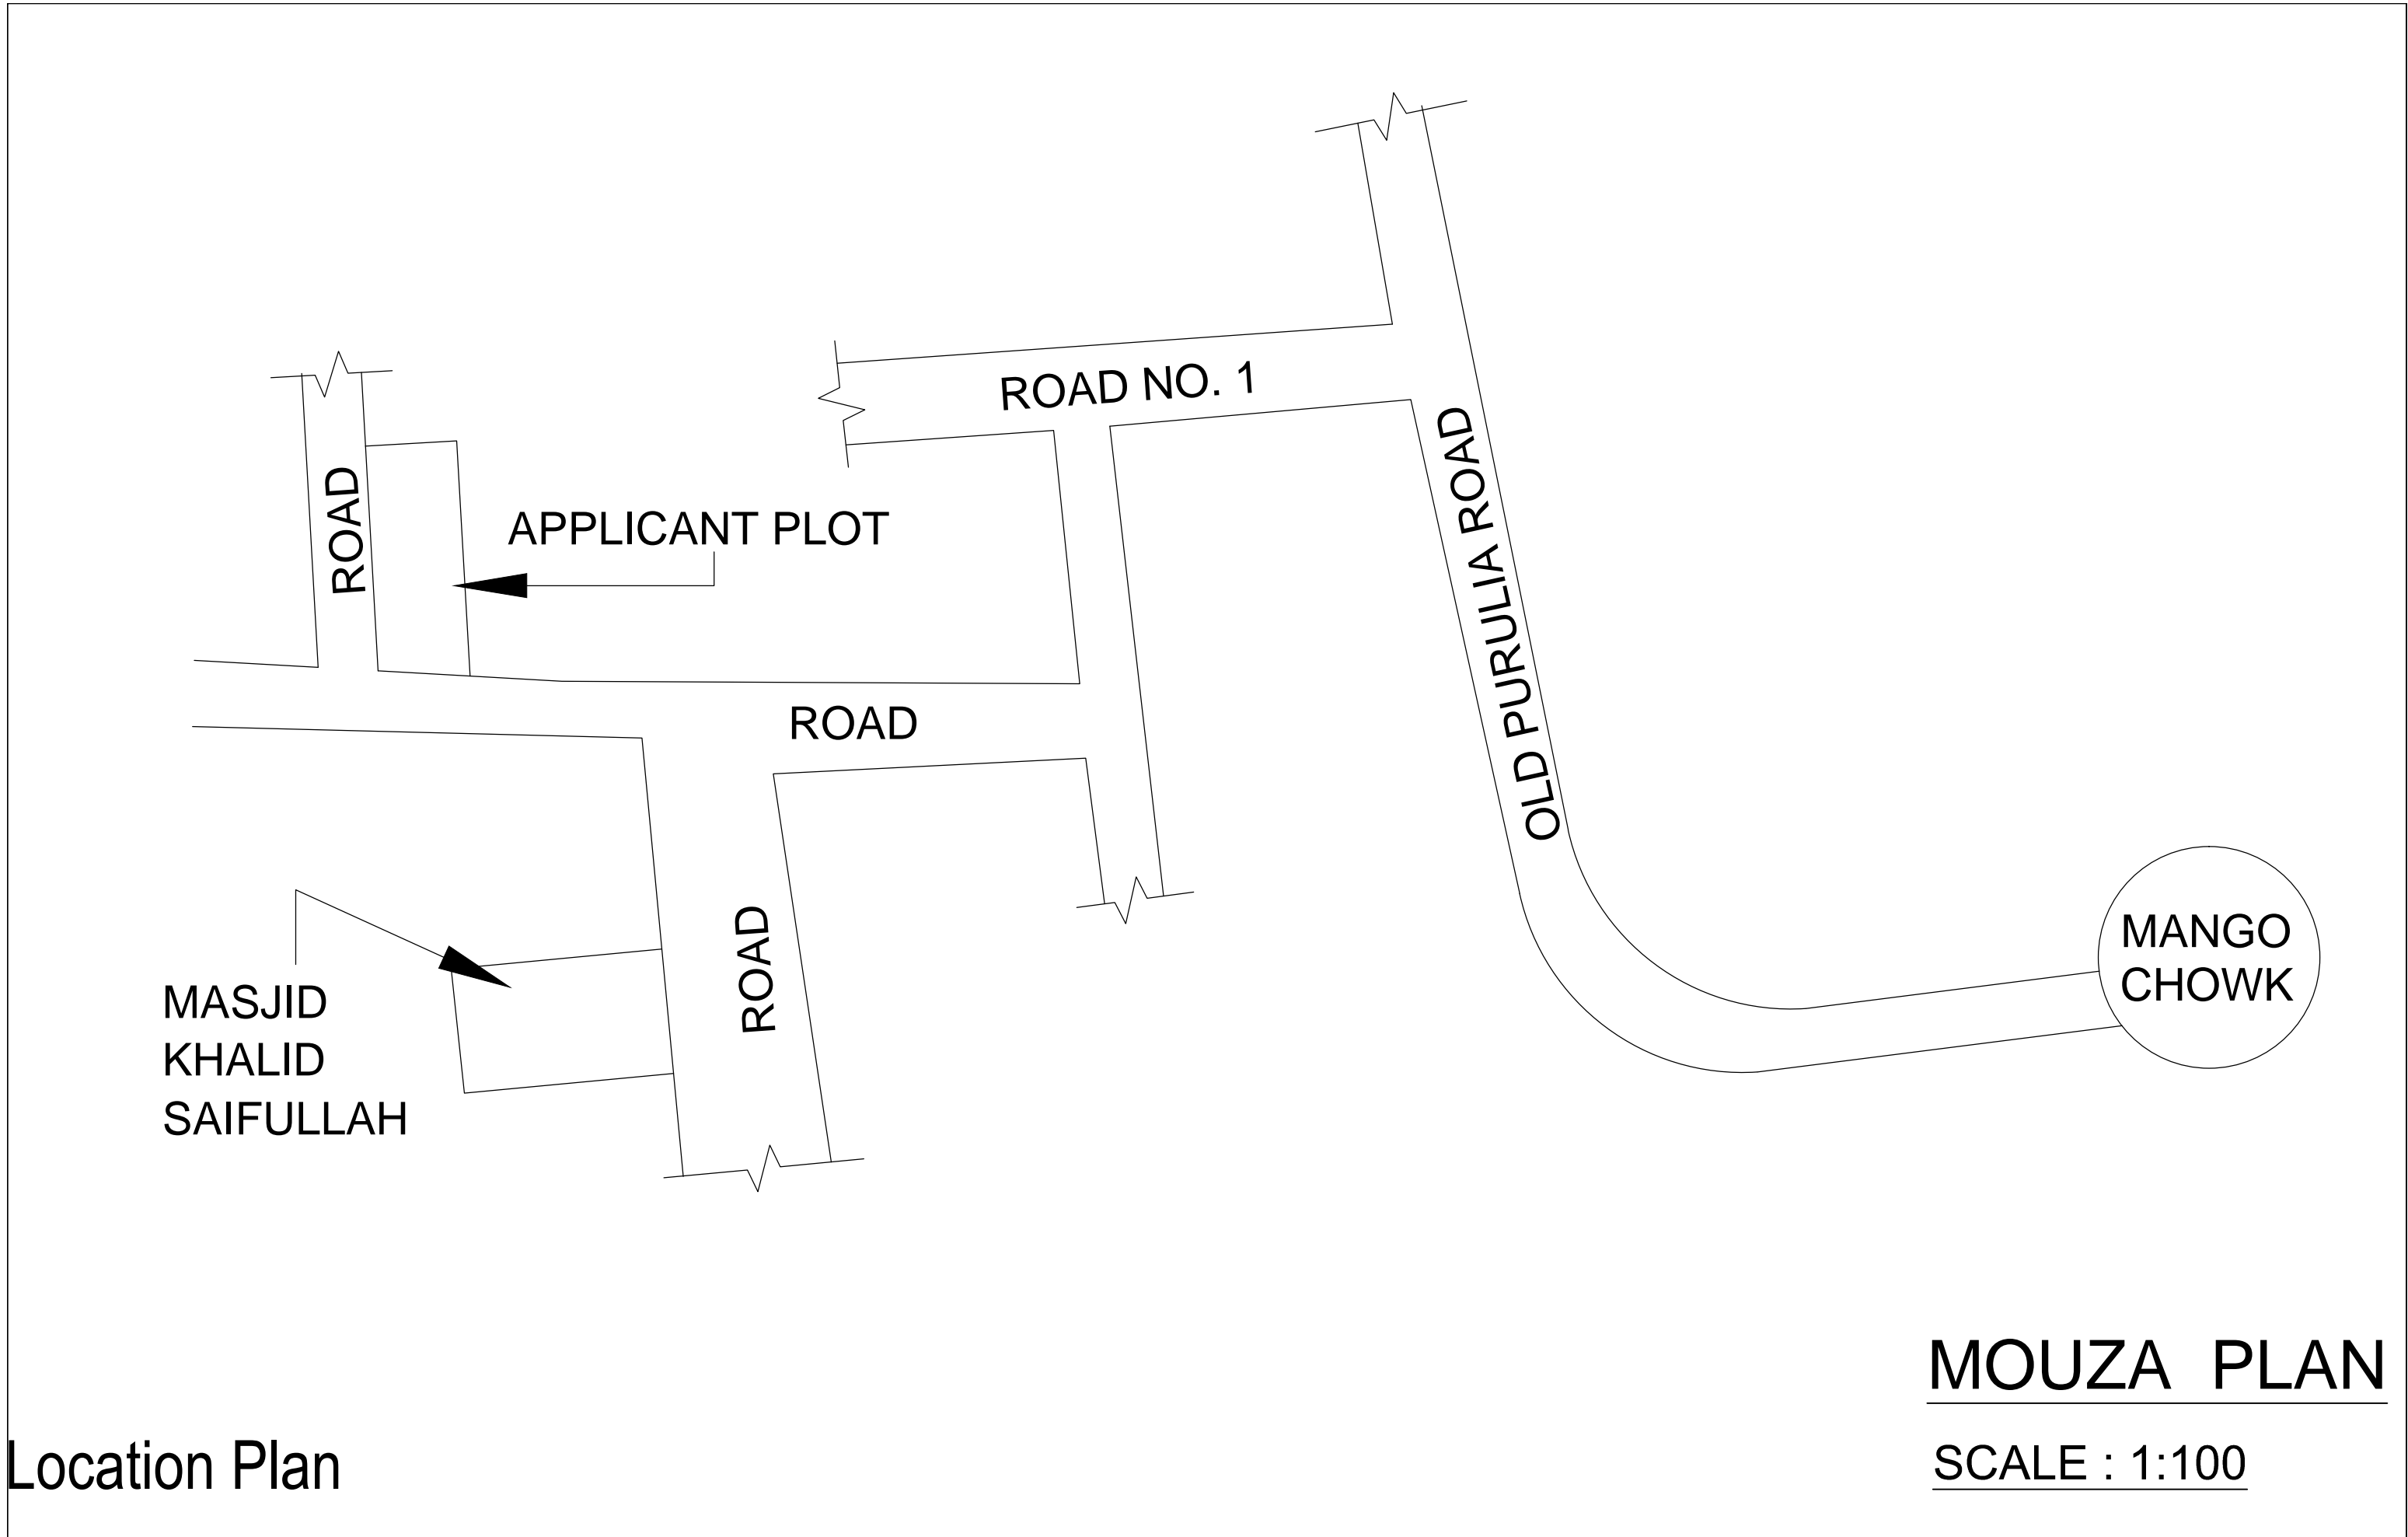 ROAD NO. 1
ROAD
APPLICANT PLOT
OLD PURULIA ROAD
ROAD
ROAD
MASJID
KHALID
SAIFULLAH
MANGO
CHOWK
MOUZA PLAN
SCALE : 1:100
Location Plan